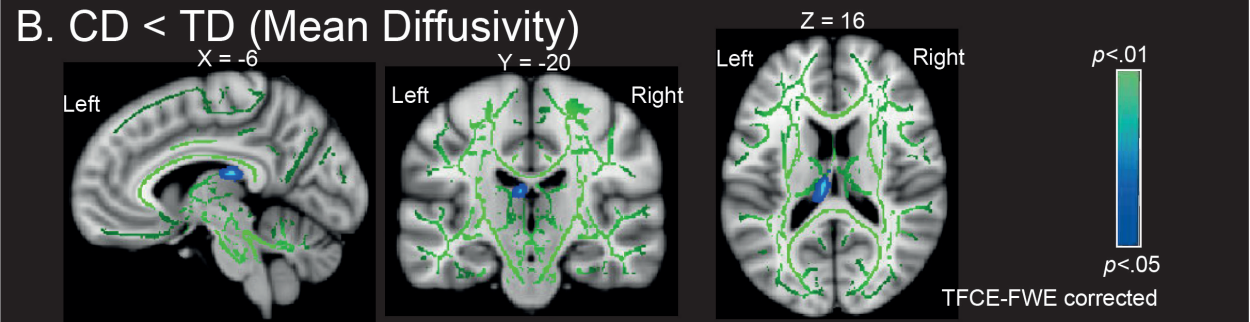 B. CD < TD (Mean Diffusivity)
X = -6
Left
Y = -20
Left
Right
Z = 16
Left
Right
p<.01
p<.05
TFCE-FWE corrected